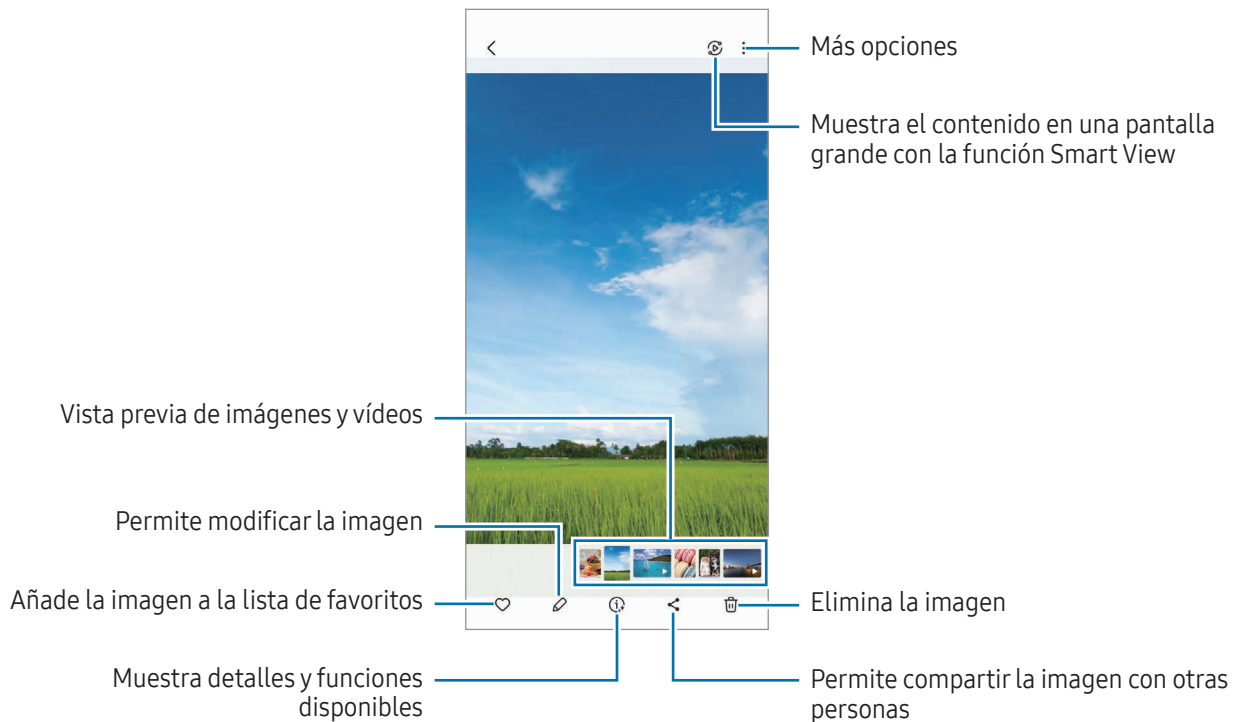 Más opciones
Muestra el contenido en una pantalla
grande con la función Smart View
Vista previa de imágenes y vídeos
Permite modificar la imagen
Añade la imagen a la lista de favoritos
Elimina la imagen
Muestra detalles y funciones
disponibles
Permite compartir la imagen con otras
personas